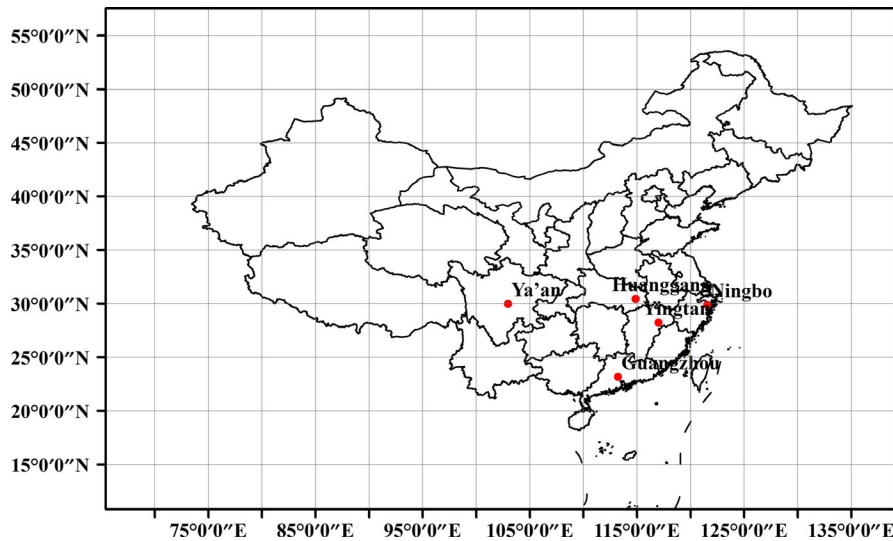 55°0′0″N
50°0′0″N
45°0′0″N
40°0′0″N
35°0′0″N
30°0′0″N
25°0′0″N
20°0′0″N
15°0′0″N
Ya’an
Huanggang
Ningbo
Yingtan
Guangzhou
75°0′0″E 85°0′0″E 95°0′0″E 105°0′0″E 115°0′0″E 125°0′0″E 135°0′0″E